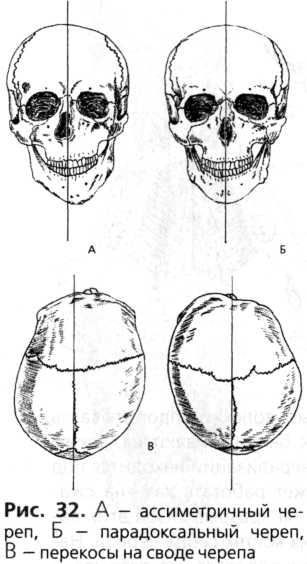 А
Б
В
Рис. 32. А – ассиметричный че-
реп, Б – парадоксальный череп,
В – перекосы на своде черепа